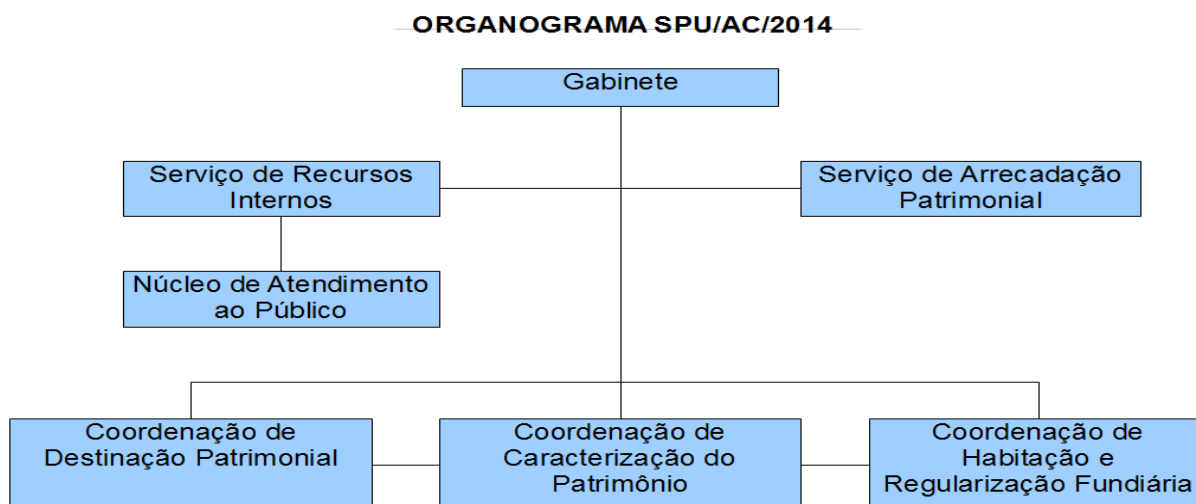 ORGANOGRAMA SPU/AC/2014
Gabinete
Serviço de Recursos
Internos
Serviço de Arrecadação
Patrimonial
Núcleo de Atendimento
ao Público
Coordenação de
Destinação Patrimonial
Coordenação de
Caracterização do
Patrimônio
Coordenação de
Habitação e
Regularização Fundiária